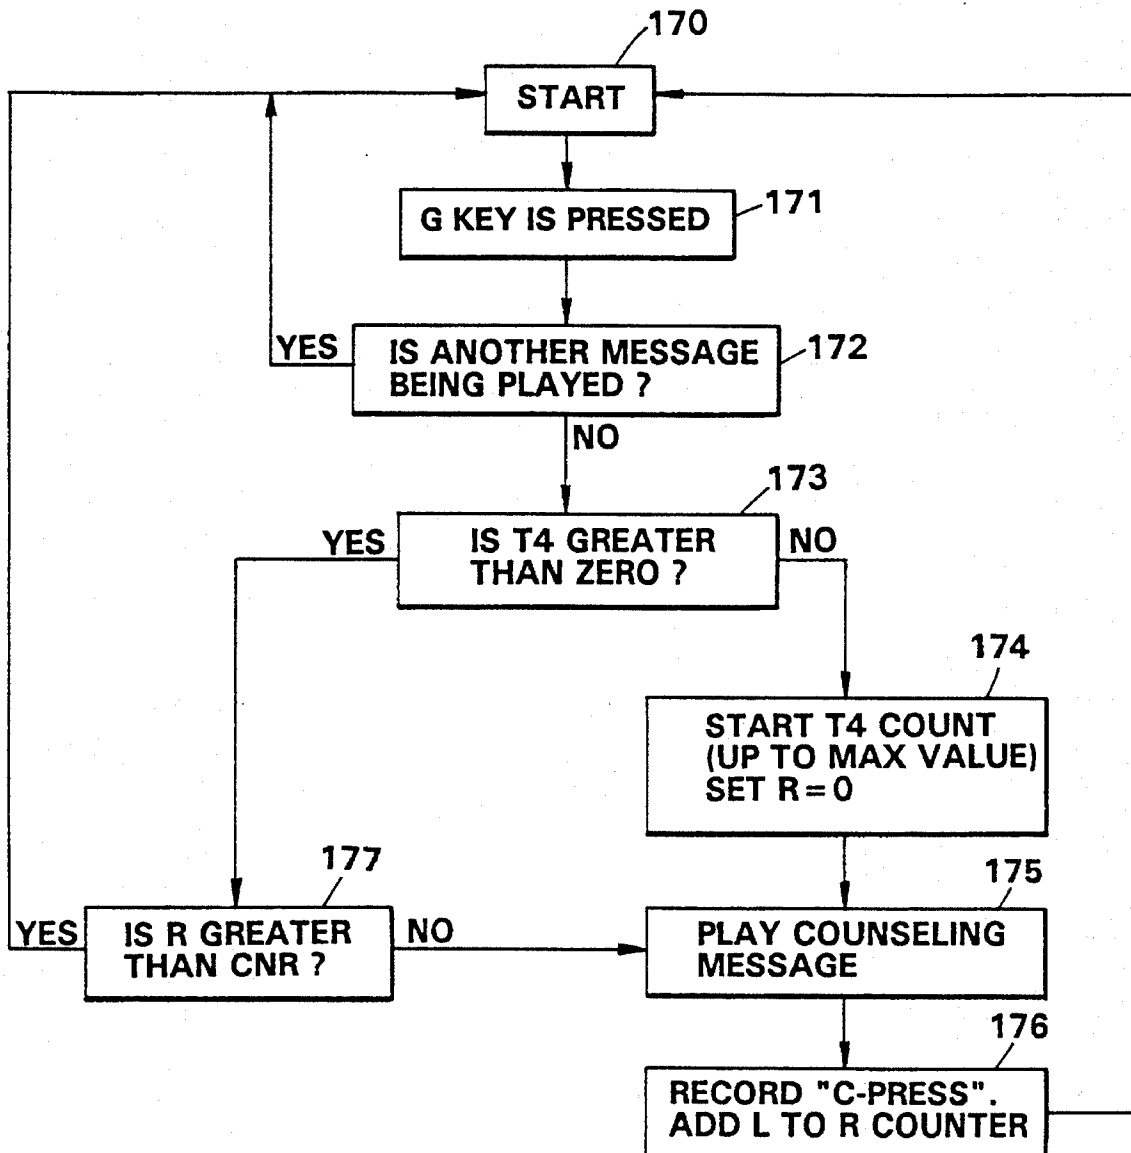 170
START
G KEY IS PRESSED
171
YES
IS ANOTHER MESSAGE
BEING PLAYED ?
172
NO
173
YES
IS T4 GREATER
THAN ZERO ?
NO
174
START T4 COUNT
(UP TO MAX VALUE)
SET R=0
177
175
YES
IS R GREATER
THAN CNR ?
NO
PLAY COUNSELING
MESSAGE
176
RECORD "C-PRESS".
ADD L TO R COUNTER